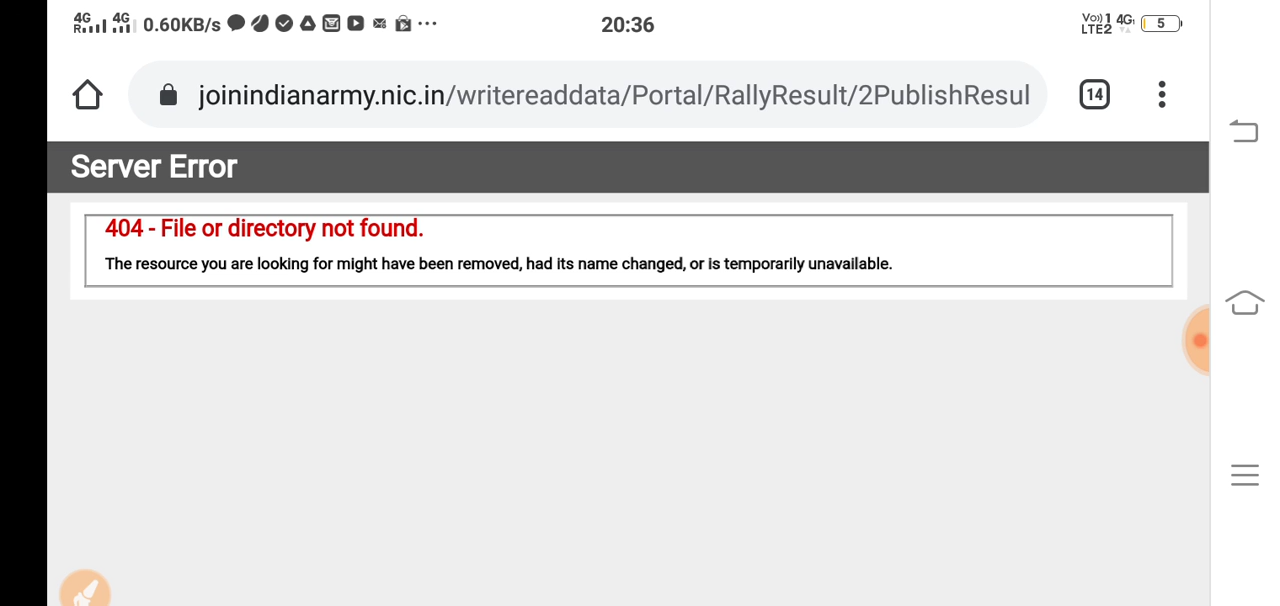 4G R 4G 0.60KB/s 20:36 Vo)) 1 4G LTE2 5
joinindianarmy.nic.in/writereaddata/Portal/RallyResult/2PublishResul 14
Server Error
404 - File or directory not found.
The resource you are looking for might have been removed, had its name changed, or is temporarily unavailable.